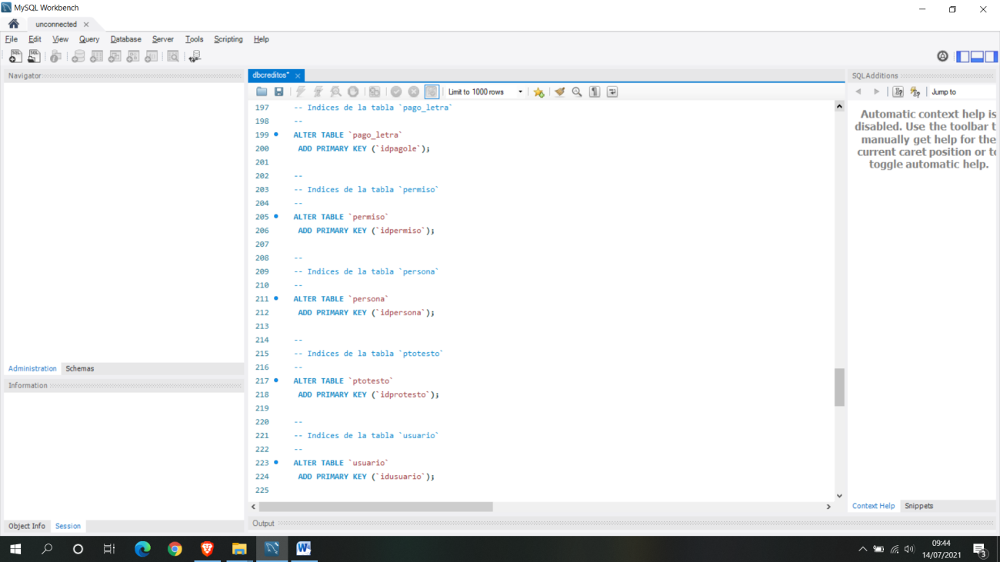 MySQL Workbench
unconnected
File Edit View Query Database Server Tools Scripting Help
Navigator
dbcreditos*
SQLAdditions
Limit to 1000 rows
Jump to
197 -- Indices de la tabla `pago_letra`
198 --
199 ALTER TABLE `pago_letra`
200 ADD PRIMARY KEY (`idpagole`);
201
202 --
203 -- Indices de la tabla `permiso`
204 --
205 ALTER TABLE `permiso`
206 ADD PRIMARY KEY (`idpermiso`);
207
208 --
209 -- Indices de la tabla `persona`
210 --
211 ALTER TABLE `persona`
212 ADD PRIMARY KEY (`idpersona`);
213
214 --
215 -- Indices de la tabla `ptotesto`
216 --
217 ALTER TABLE `ptotesto`
218 ADD PRIMARY KEY (`idprotesto`);
219
220 --
221 -- Indices de la tabla `usuario`
222 --
223 ALTER TABLE `usuario`
224 ADD PRIMARY KEY (`idusuario`);
225
Automatic context help is
disabled. Use the toolbar t
manually get help for the
current caret position or to
toggle automatic help.
Administration Schemas
Information
Object Info Session
Output
Context Help Snippets
09:44
14/07/2021
3